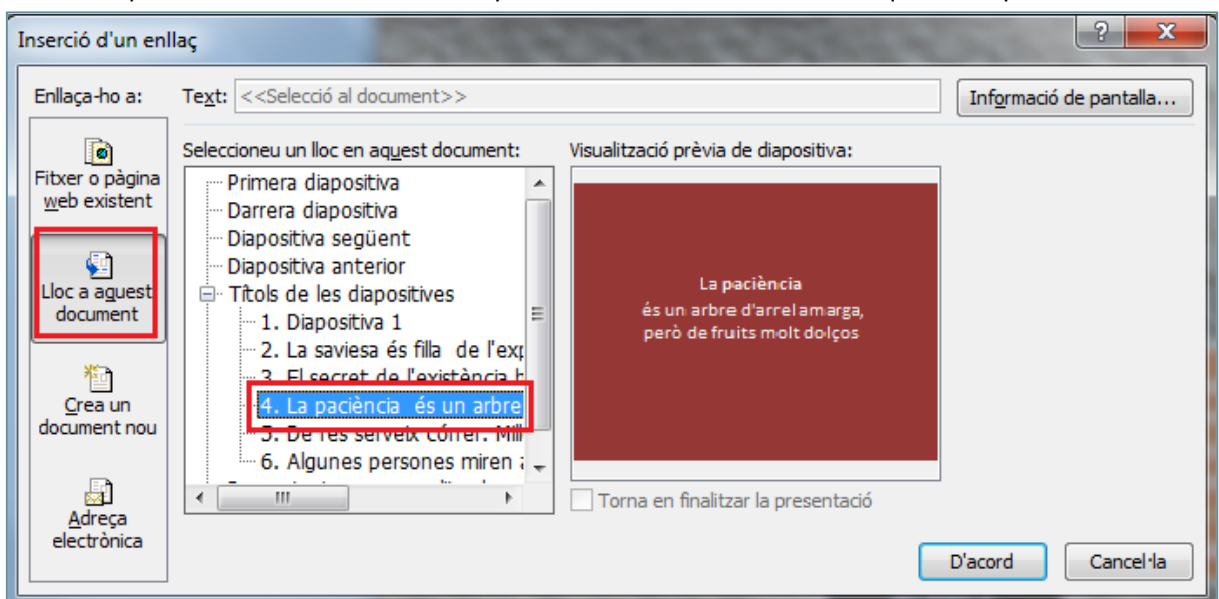 Inserció d'un enllaç
Enllaça-ho a:
Text: <<Selecció al document>>
Informació de pantalla...
Fitxer o pàgina
web existent
Lloc a aquest
document
Crea un
document nou
Adreça
electrònica
Seleccioneu un lloc en aquest document:
Primera diapositiva
Darrera diapositiva
Diapositiva següent
Diapositiva anterior
Títols de les diapositives
1. Diapositiva 1
2. La saviesa és filla de l'exp
3. El secret de l'existència h
4. La paciència és un arbre
5. De res serveix córrer. Mill
6. Algunes persones miren
Visualització prèvia de diapositiva:
La paciència
és un arbre d'arrel amarga,
però de fruits molt dolços
Torna en finalitzar la presentació
D'acord
Cancel·la